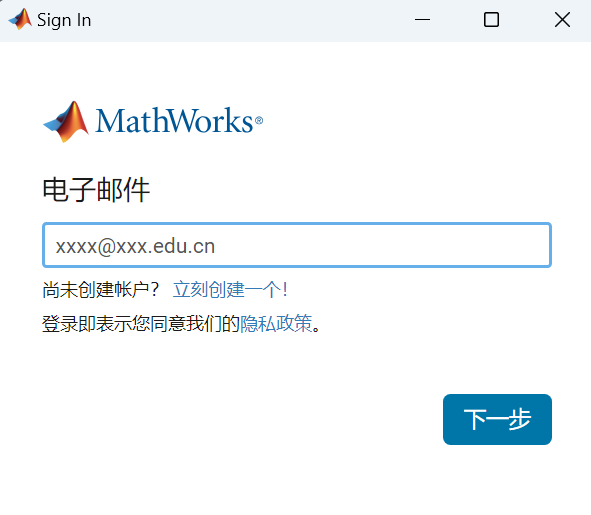 Sign In
MathWorks®
电子邮件
xxxx@xxx.edu.cn
尚未创建帐户？ 立刻创建一个！
登录即表示您同意我们的隐私政策。
下一步